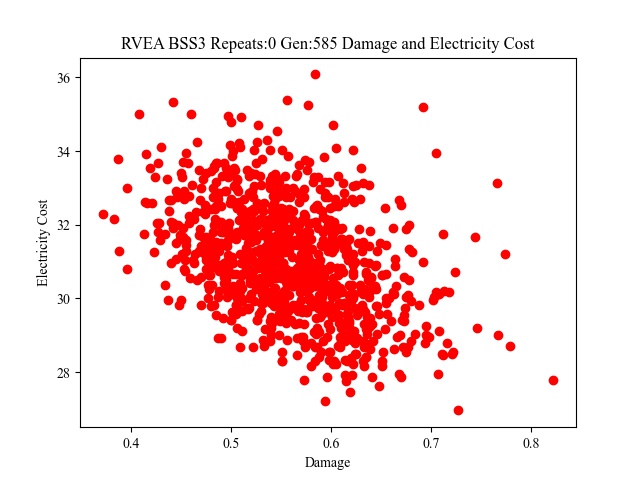 RVEA BSS3 Repeats:0 Gen:585 Damage and Electricity Cost
36
34
32
30
28
Electricity Cost
0.4 0.5 0.6 0.7 0.8
Damage